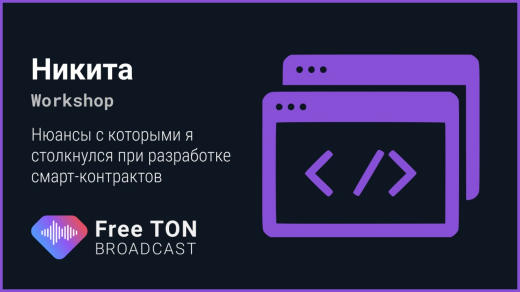 Никита
Workshop
Нюансы с которыми я
столкнулся при разработке
смарт-контрактов
Free TON
BROADCAST